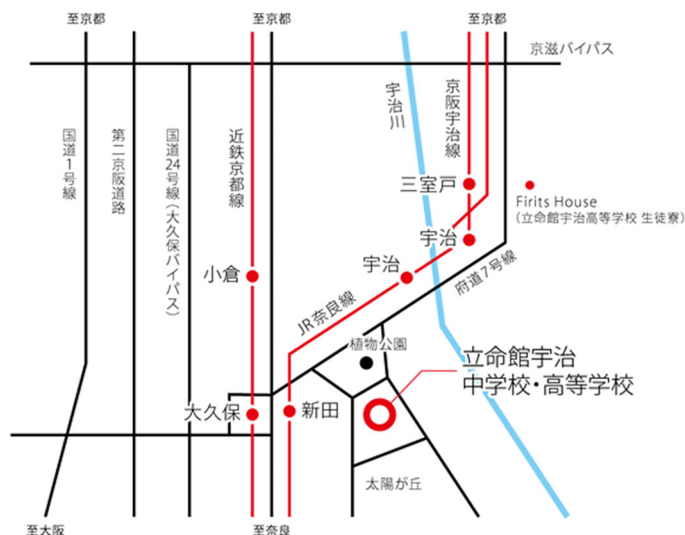 至京都
至京都
至京都
京滋バイパス
国道1号線
第二京阪道路
国道24号線(大久保バイパス)
近鉄京都線
宇治川
京阪宇治線
三室戸
Firits House
(立命館宇治高等学校 生徒寮)
宇治
宇治
小倉
府道7号線
JR奈良線
植物公園
立命館宇治
中学校・高等学校
大久保
新田
太陽が丘
至大阪
至奈良